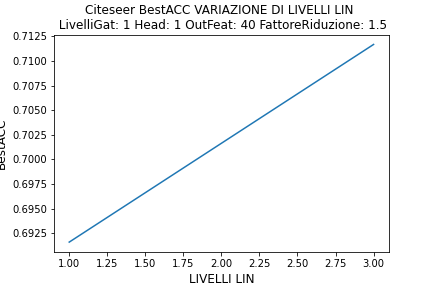 Citeseer BestACC VARIAZIONE DI LIVELLI LIN
LivelliGat: 1 Head: 1 OutFeat: 40 FattoreRiduzione: 1.5
0.7125
0.7100
0.7075
0.7050
0.7025
0.7000
0.6975
0.6950
0.6925
BestACC
1.00 1.25 1.50 1.75 2.00 2.25 2.50 2.75 3.00
LIVELLI LIN